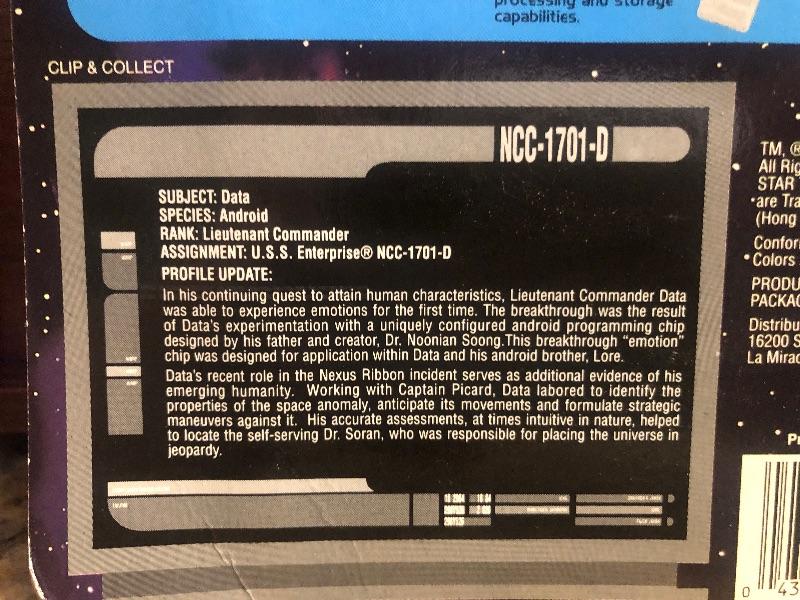 processing and storage
capabilities.
CLIP & COLLECT
NCC-1701-D
SUBJECT: Data
SPECIES: Android
RANK: Lieutenant Commander
ASSIGNMENT: U.S.S. Enterprise® NCC-1701-D
PROFILE UPDATE:
In his continuing quest to attain human characteristics, Lieutenant Commander Data
was able to experience emotions for the first time. The breakthrough was the result
of Data's experimentation with a uniquely configured android programming chip
designed by his father and creator, Dr. Noonian Soong.This breakthrough "emotion"
chip was designed for application within Data and his android brother, Lore.
Data's recent role in the Nexus Ribbon incident serves as additional evidence of his
emerging humanity. Working with Captain Picard, Data labored to identify the
properties of the space anomaly, anticipate its movements and formulate strategic
maneuvers against it. His accurate assessments, at times intuitive in nature, helped
to locate the self-serving Dr. Soran, who was responsible for placing the universe in
jeopardy.
TM, ®
All Rig
STAR
are Tra
(Hong
Confor
Colors
PRODU
PACKAG
Distribu
16200 S
La Mirad
Pr
0 43